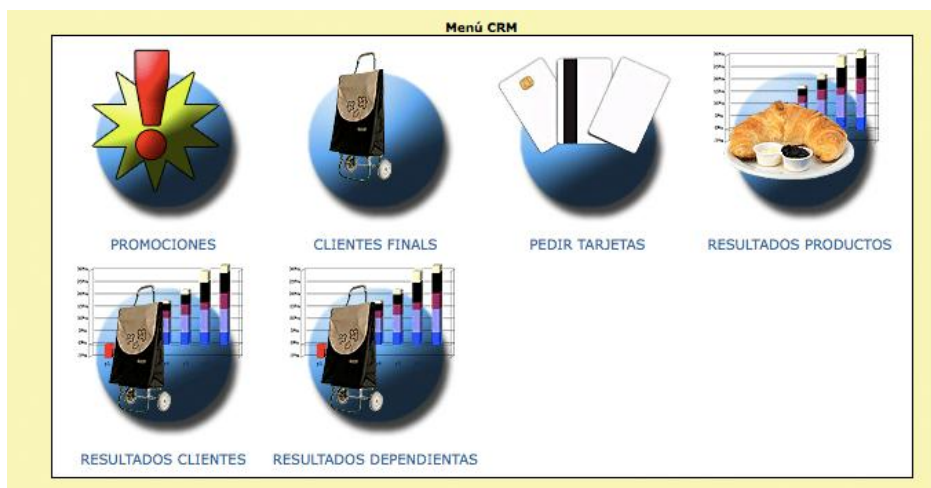 Menú CRM
PROMOCIONES
CLIENTES FINALS
PEDIR TARJETAS
RESULTADOS PRODUCTOS
RESULTADOS CLIENTES
RESULTADOS DEPENDIENTAS